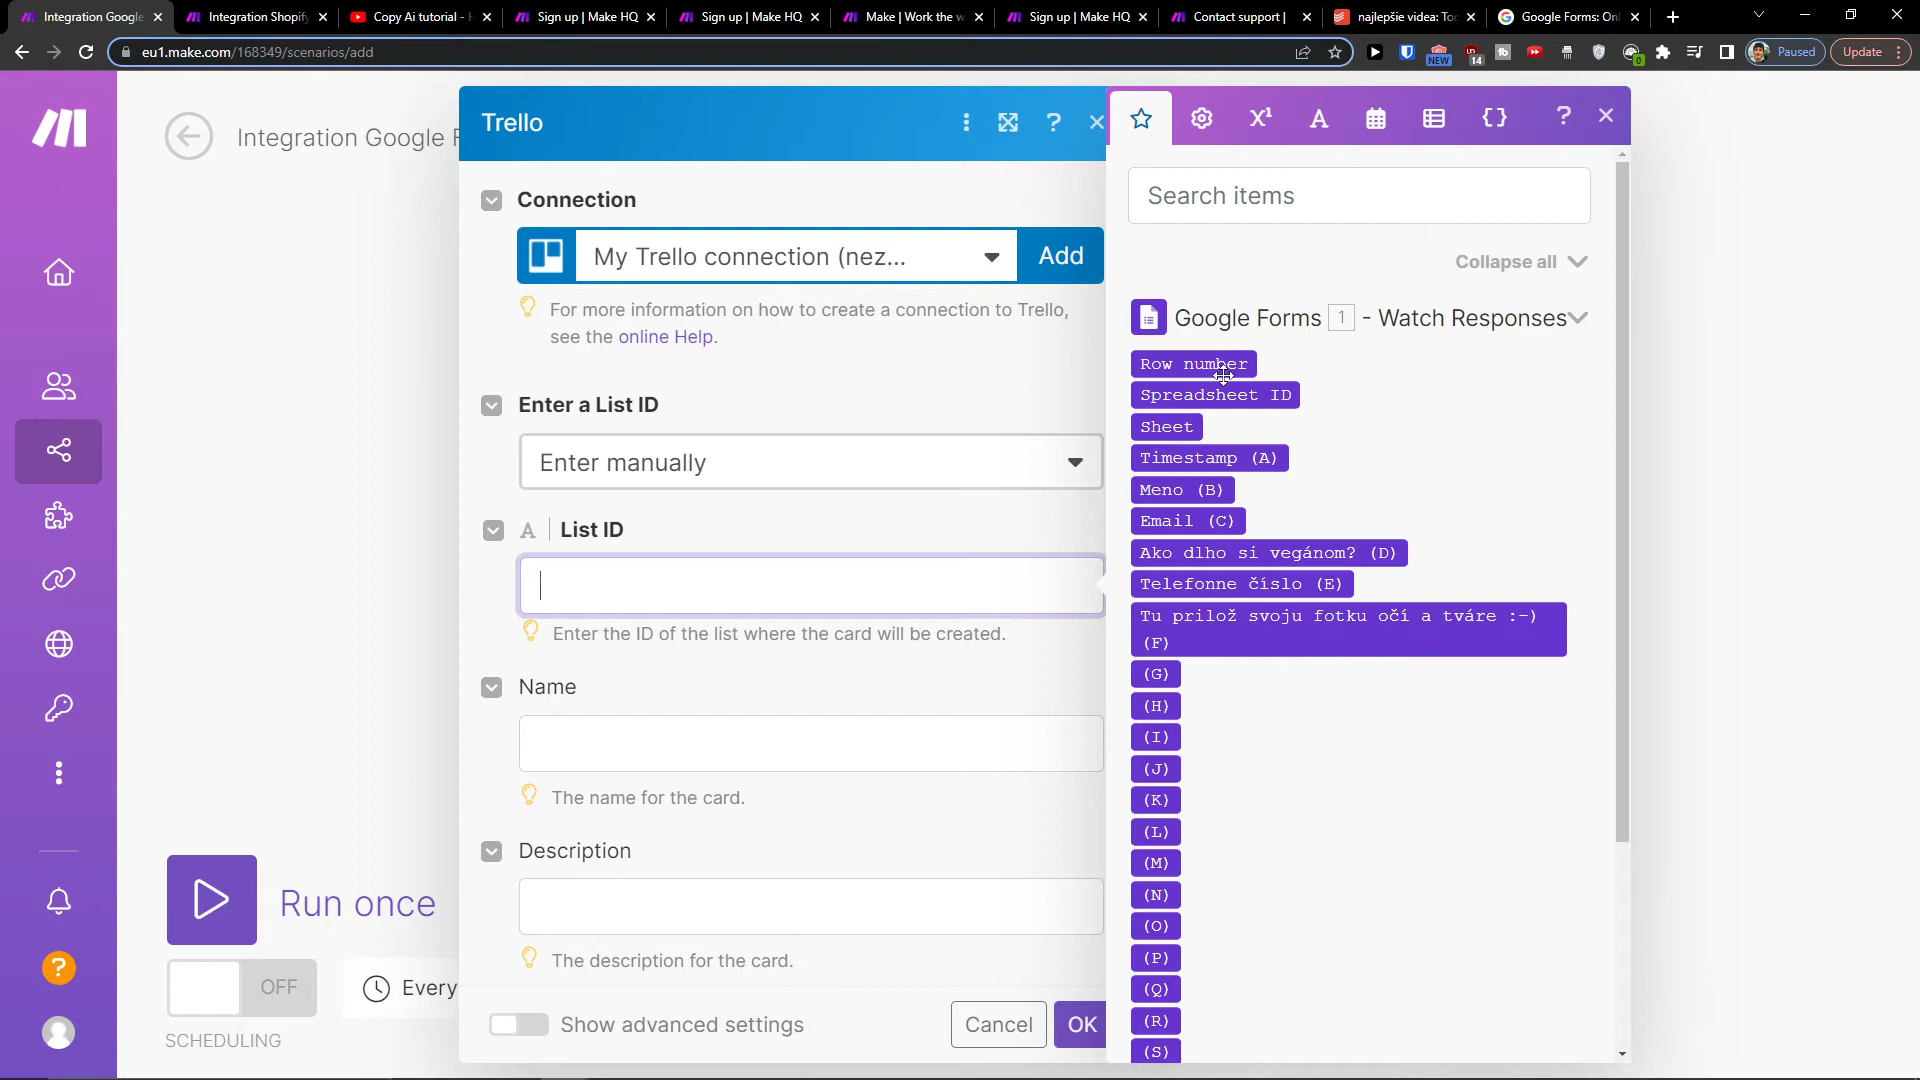 Integration Google
Integration Shopify
Copy Ai tutorial -
Sign up | Make HQ
Sign up | Make HQ
Make | Work the w
Sign up | Make HQ
Contact support |
najlepšie videa: To
Google Forms: Onl
eu1.make.com/168349/scenarios/add
NEW
14
0
Paused
Update
Integration Google F
Trello
Connection
My Trello connection (nez...
Add
For more information on how to create a connection to Trello,
see the online Help.
Enter a List ID
Enter manually
A
List ID
Enter the ID of the list where the card will be created.
Name
The name for the card.
Description
The description for the card.
Show advanced settings
Cancel
OK
Run once
OFF
Every
SCHEDULING
?
Search items
Collapse all
Google Forms 1 - Watch Responses
Row number
Spreadsheet ID
Sheet
Timestamp (A)
Meno (B)
Email (C)
Ako dlho si vegánom? (D)
Telefonne číslo (E)
Tu prilož svoju fotku očí a tváre :-)
(F)
(G)
(H)
(I)
(J)
(K)
(L)
(M)
(N)
(O)
(P)
(Q)
(R)
(S)